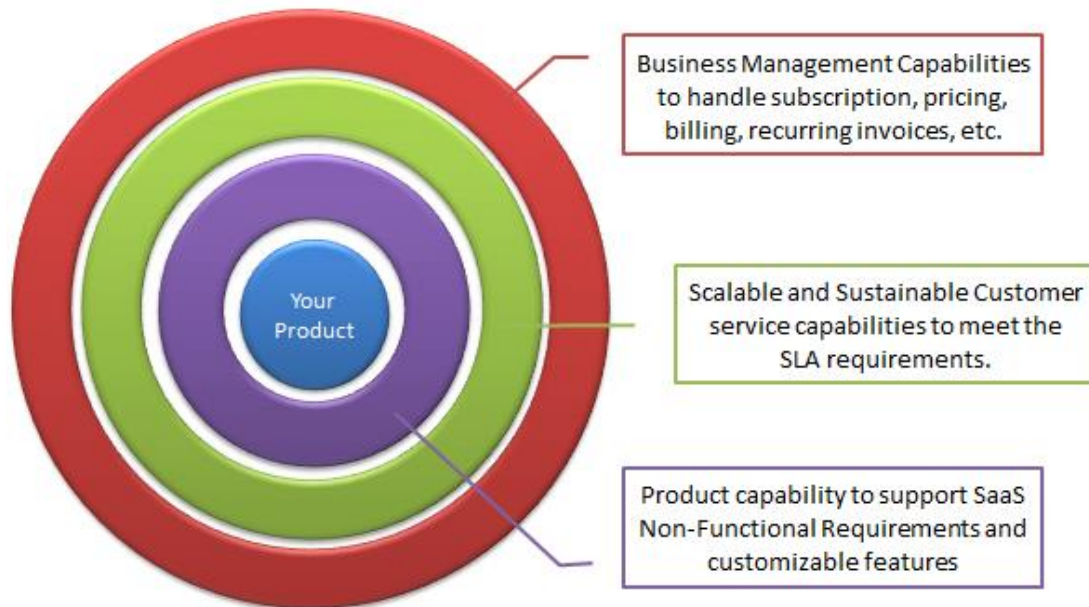 Business Management Capabilities
to handle subscription, pricing,
billing, recurring invoices, etc.
Your
Product
Scalable and Sustainable Customer
service capabilities to meet the
SLA requirements.
Product capability to support SaaS
Non-Functional Requirements and
customizable features